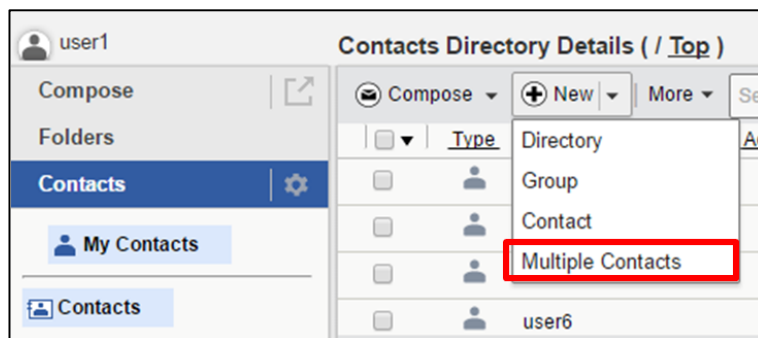 user1
Contacts Directory Details ( / Top )
Compose
Folders
Contacts
My Contacts
Contacts
Compose New More Se
Type
Directory
Group
Contact
Multiple Contacts
user6